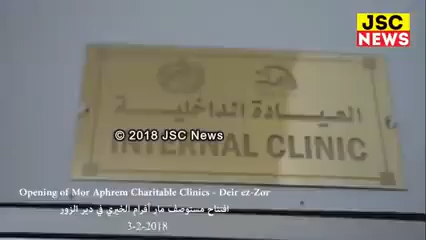 JSC
NEWS
العيادة الداخلية
© 2018 JSC News
INTERNAL CLINIC
Opening of Mor Aphrem Charitable Clinics - Deir ez-Zor
افتتاح مستوصف مار أفرام الخيري في دير الزور
3-2-2018